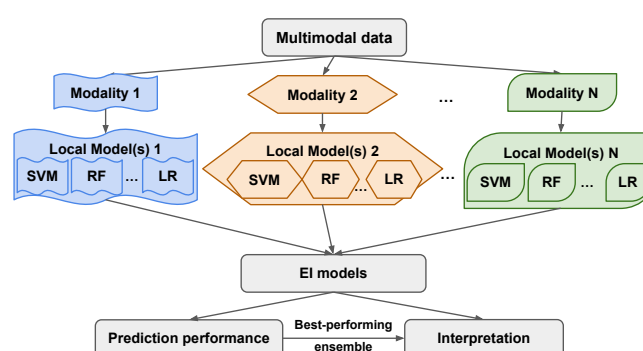 Multimodal data
Modality 1
Modality 2
...
Modality N
Local Model(s) 1
SVM RF ... LR
Local Model(s) 2
SVM RF ... LR
...
Local Model(s) N
SVM RF ... LR
EI models
Prediction performance
Best-performing
ensemble
Interpretation